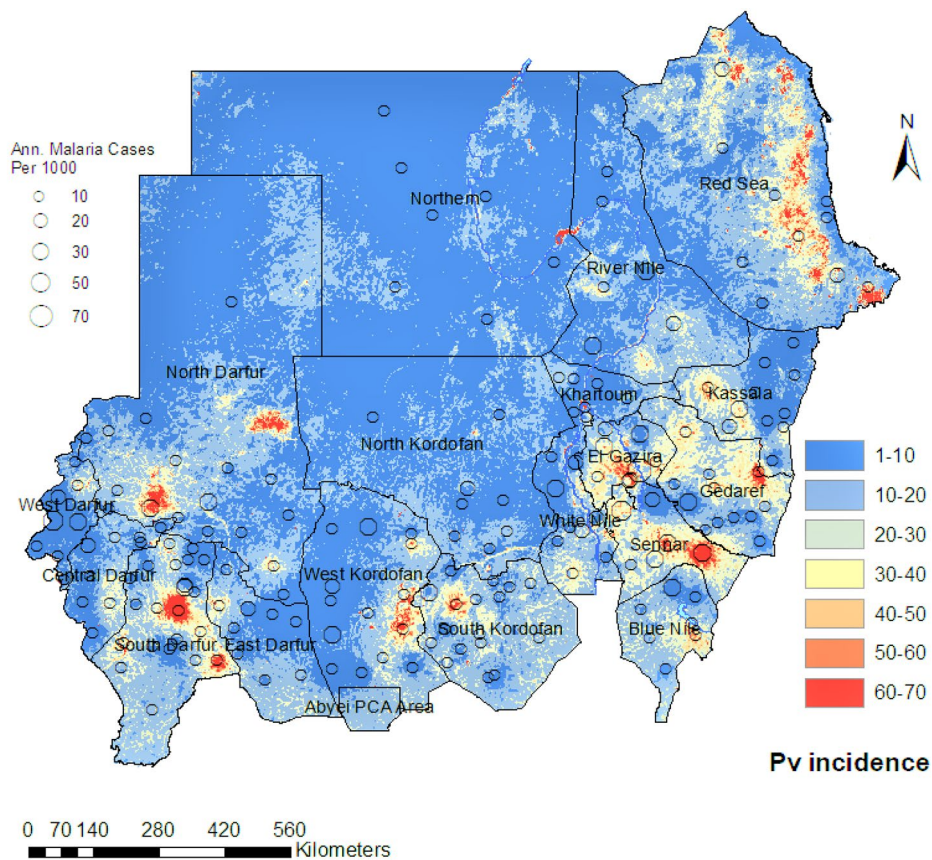 N
Ann. Malaria Cases
Per 1000
10
20
30
50
70
Red Sea
Northern
River Nile
North Darfur
Khartoum
Kassala
North Kordofan
El Gazira
1-10
West Darfur
Gedaref
10-20
White Nile
Sennar
20-30
Central Darfur
West Kordofan
30-40
South Darfur
East Darfur
South Kordofan
Blue Nile
40-50
50-60
60-70
Abyei PCA Area
Pv incidence
0 70 140 280 420 560
Kilometers